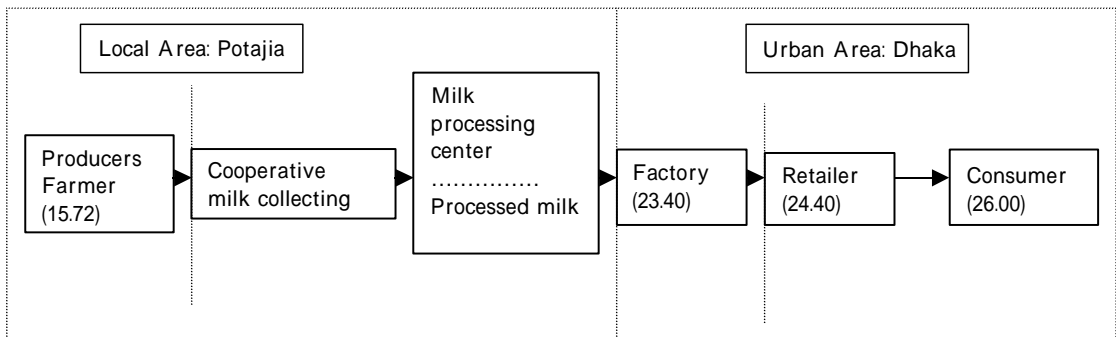 Local Area: Potajia
Urban Area: Dhaka
Producers
Farmer
(15.72)
Cooperative
milk collecting
Milk
processing
center
……………
Processed milk
Factory
(23.40)
Retailer
(24.40)
Consumer
(26.00)